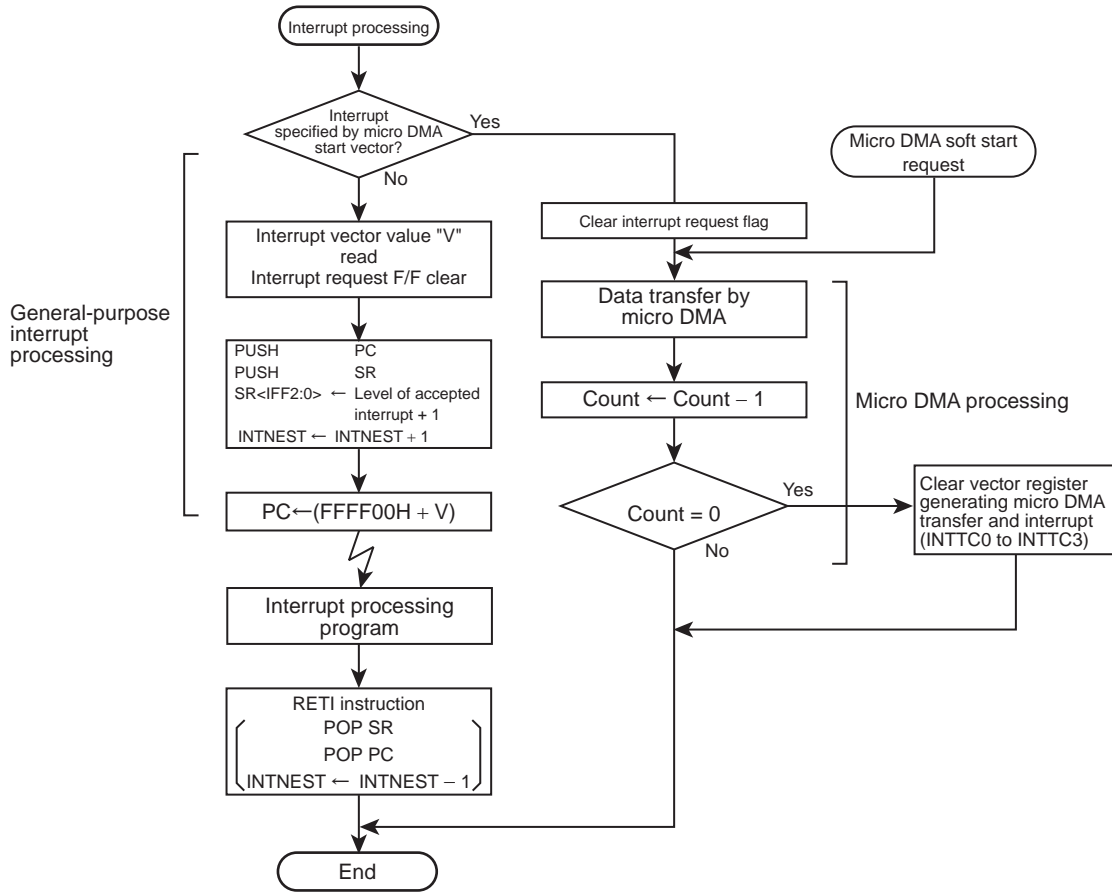 Interrupt processing
Interrupt
specified by micro DMA
start vector?
Yes
No
Micro DMA soft start
request
General-purpose
interrupt
processing
Interrupt vector value "V"
read
Interrupt request F/F clear
PUSH PC
PUSH SR
SR<IFF2:0> ← Level of accepted
interrupt + 1
INTNEST ← INTNEST + 1
PC←(FFFF00H + V)
Interrupt processing
program
RETI instruction
POP SR
POP PC
INTNEST ← INTNEST − 1
Clear interrupt request flag
Data transfer by
micro DMA
Count ← Count − 1
Micro DMA processing
Count = 0
Yes
No
Clear vector register
generating micro DMA
transfer and interrupt
(INTTC0 to INTTC3)
End